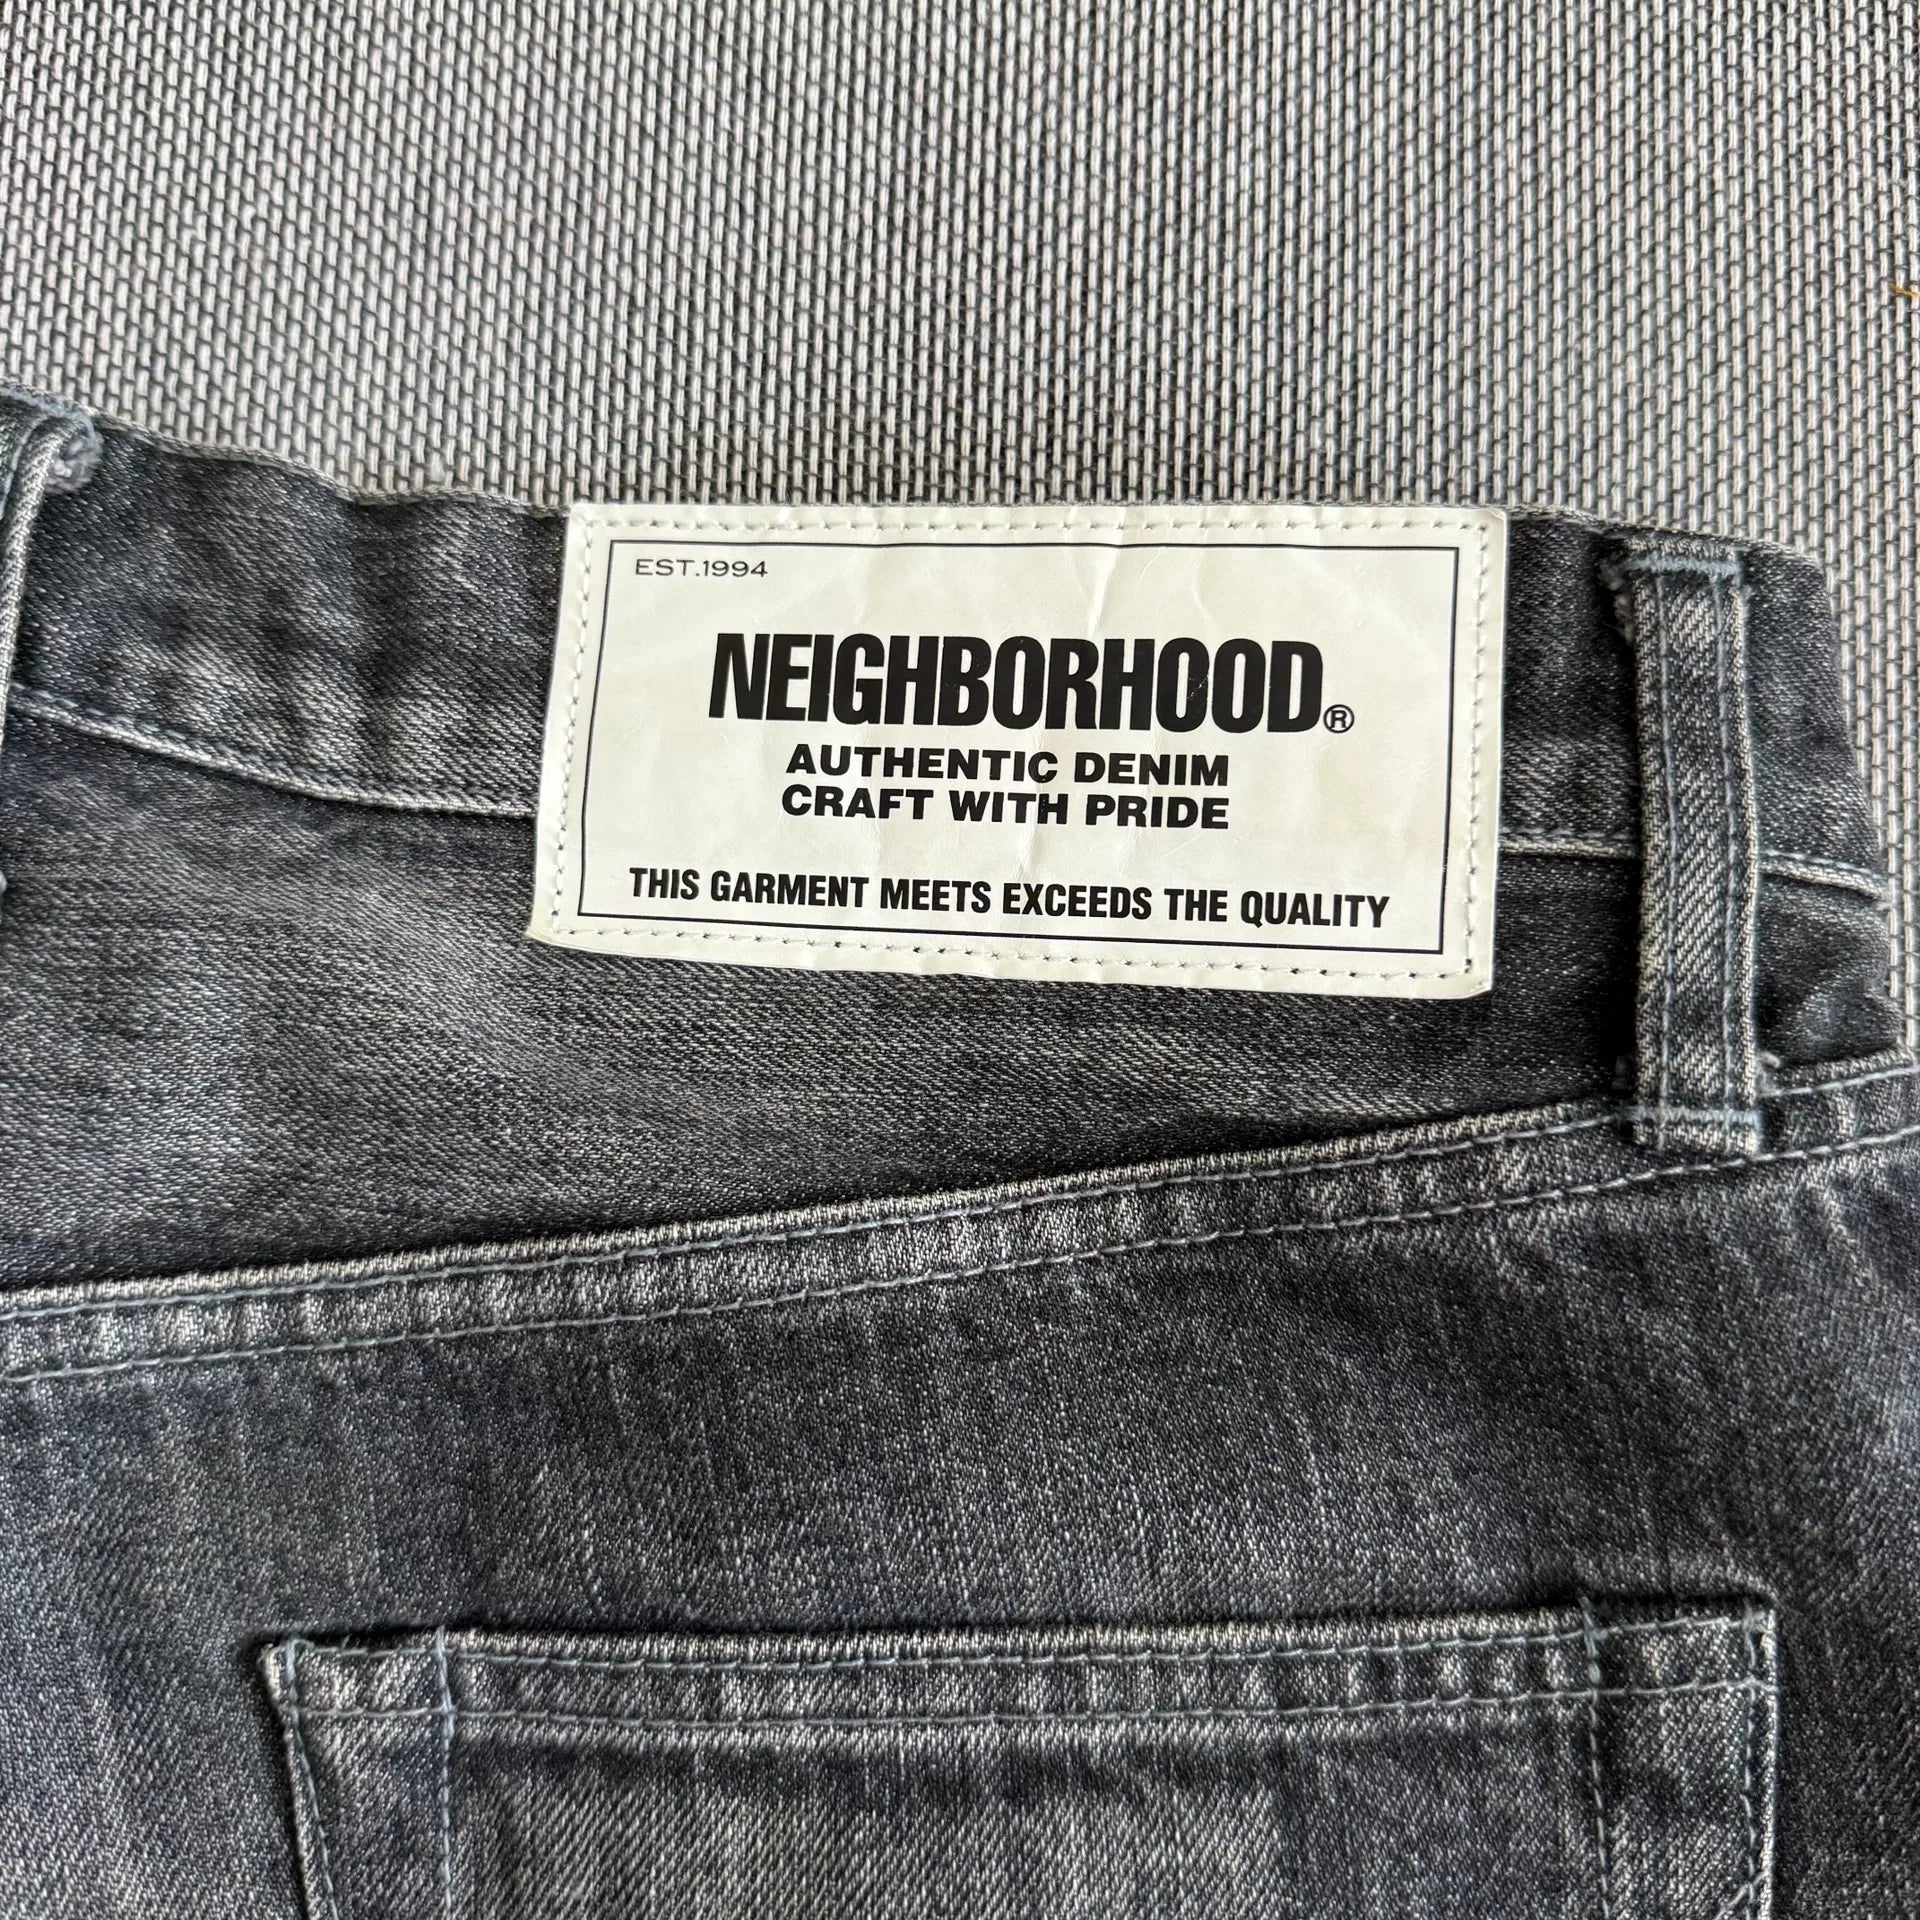 EST.1994
NEIGHBORHOOD®
AUTHENTIC DENIM
CRAFT WITH PRIDE
THIS GARMENT MEETS EXCEEDS THE QUALITY